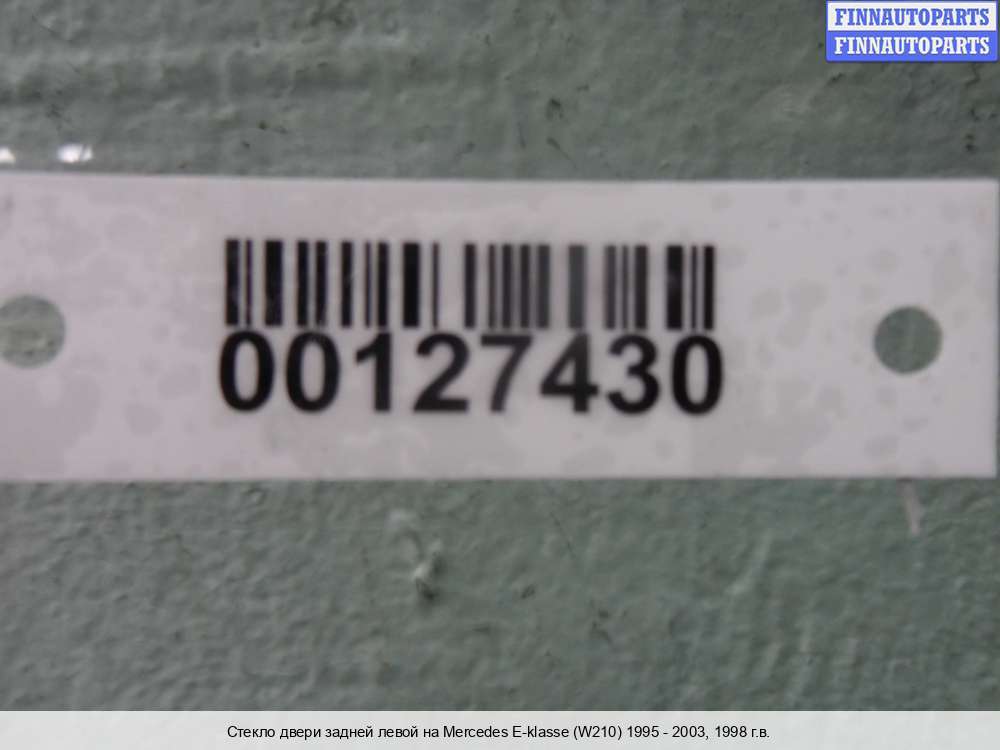 FINNAUTOPARTS
FINNAUTOPARTS
00127430
Стекло двери задней левой на Mercedes E-klasse (W210) 1995 - 2003, 1998 г.в.